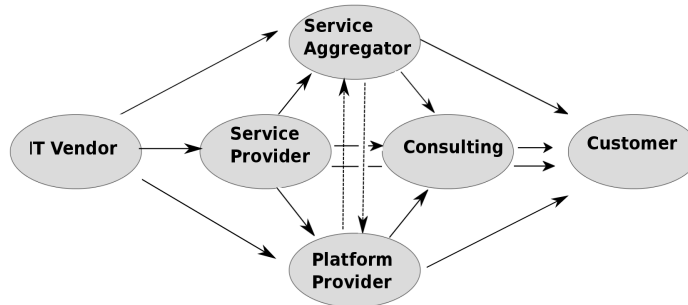 Service
Aggregator
IT Vendor
Service
Provider
Consulting
Customer
Platform
Provider